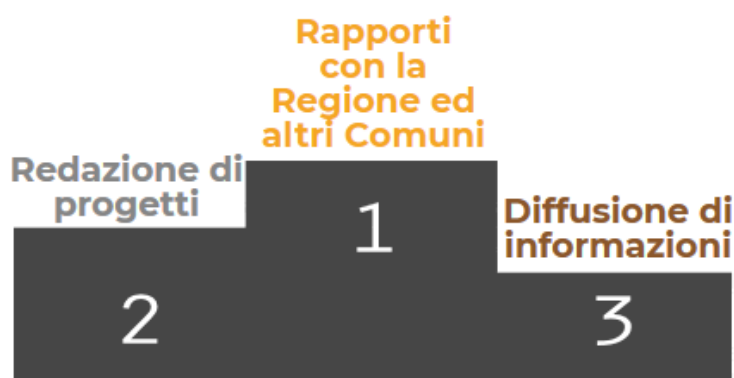 Rapporti
con la
Regione ed
altri Comuni
Redazione di
progetti
Diffusione di
informazioni
1
2
3